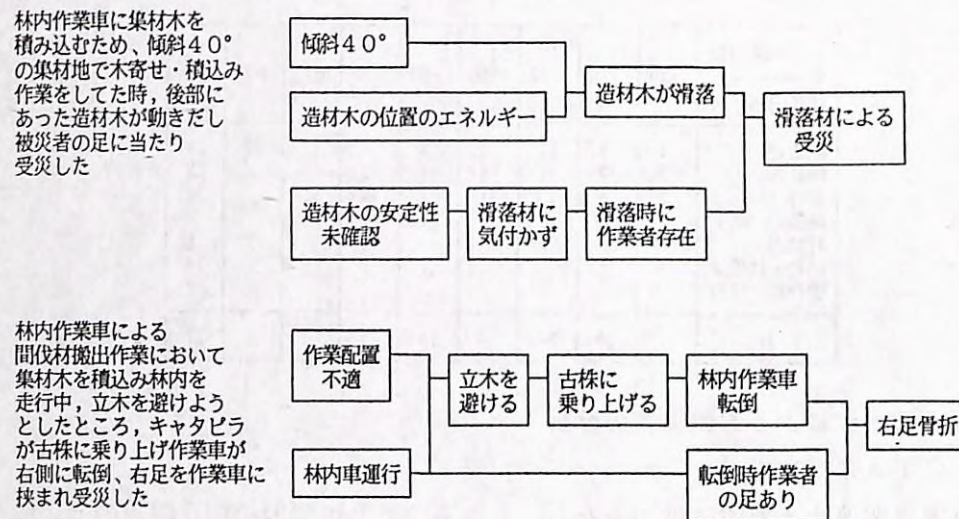 林内作業車に集材木を
積み込むため、傾斜４０°
の集材地で木寄せ・積込み
作業をしてた時，後部に
あった造材木が動きだし
被災者の足に当たり
受災した
傾斜４０°
造材木の位置のエネルギー
造材木が滑落
滑落材による
受災
造材木の安定性
未確認
滑落材に
気付かず
滑落時に
作業者存在
林内作業車による
間伐材搬出作業において
集材木を積込み林内を
走行中，立木を避けよう
としたところ，キャタピラ
が古株に乗り上げ作業車が
右側に転倒、右足を作業車に
挟まれ受災した
作業配置
不適
立木を
避ける
古株に
乗り上げる
林内作業車
転倒
右足骨折
林内車運行
転倒時作業者
の足あり